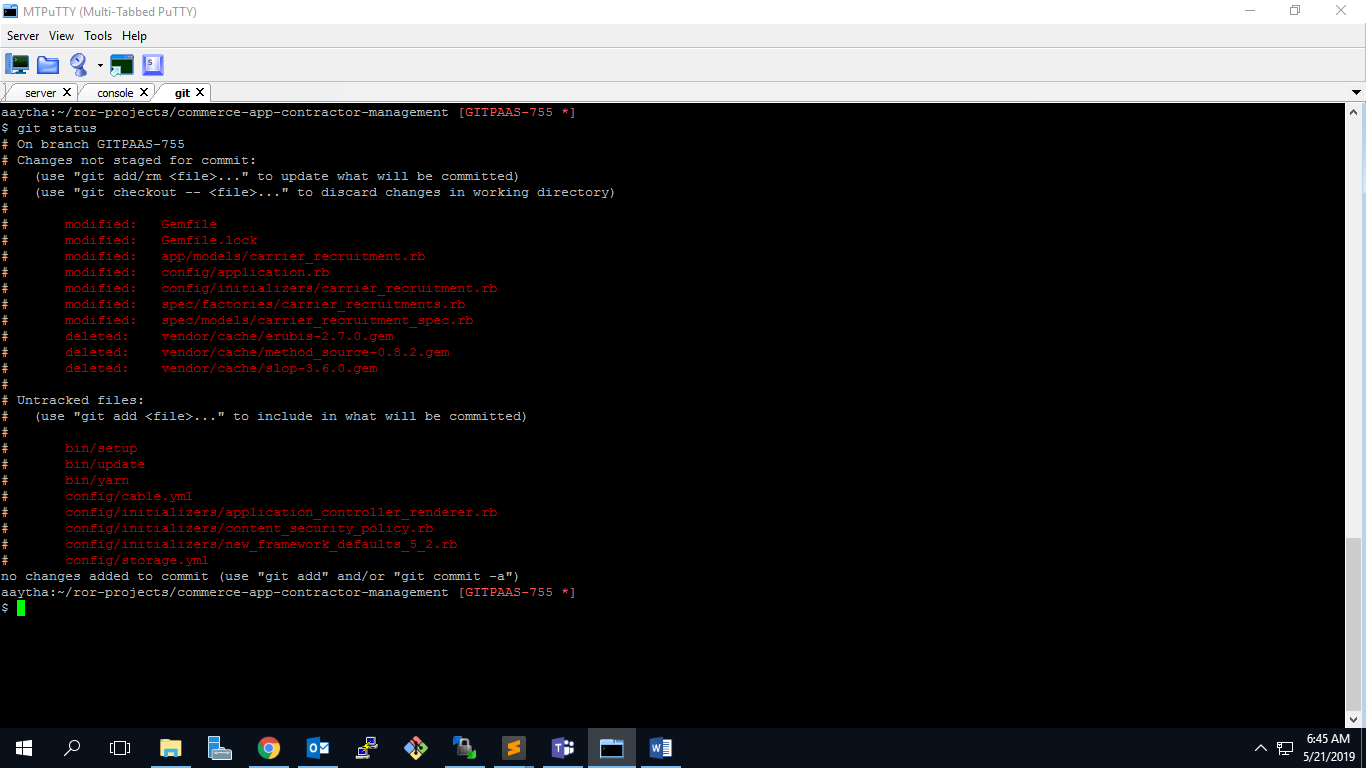 MTPuTTY (Multi-Tabbed PuTTY)
Server View Tools Help
server console git
aaytha:~/ror-projects/commerce-app-contractor-management [GITPAAS-755 *]
$ git status
# On branch GITPAAS-755
# Changes not staged for commit:
#   (use "git add/rm <file>..." to update what will be committed)
#   (use "git checkout -- <file>..." to discard changes in working directory)
#
#       modified:   Gemfile
#       modified:   Gemfile.lock
#       modified:   app/models/carrier_recruitment.rb
#       modified:   config/application.rb
#       modified:   config/initializers/carrier_recruitment.rb
#       modified:   spec/factories/carrier_recruitments.rb
#       modified:   spec/models/carrier_recruitment_spec.rb
#       deleted:    vendor/cache/erubis-2.7.0.gem
#       deleted:    vendor/cache/method_source-0.8.2.gem
#       deleted:    vendor/cache/slop-3.6.0.gem
#
# Untracked files:
#   (use "git add <file>..." to include in what will be committed)
#
#       bin/setup
#       bin/update
#       bin/yarn
#       config/cable.yml
#       config/initializers/application_controller_renderer.rb
#       config/initializers/content_security_policy.rb
#       config/initializers/new_framework_defaults_5_2.rb
#       config/storage.yml
no changes added to commit (use "git add" and/or "git commit -a")
aaytha:~/ror-projects/commerce-app-contractor-management [GITPAAS-755 *]
$
6:45 AM
5/21/2019